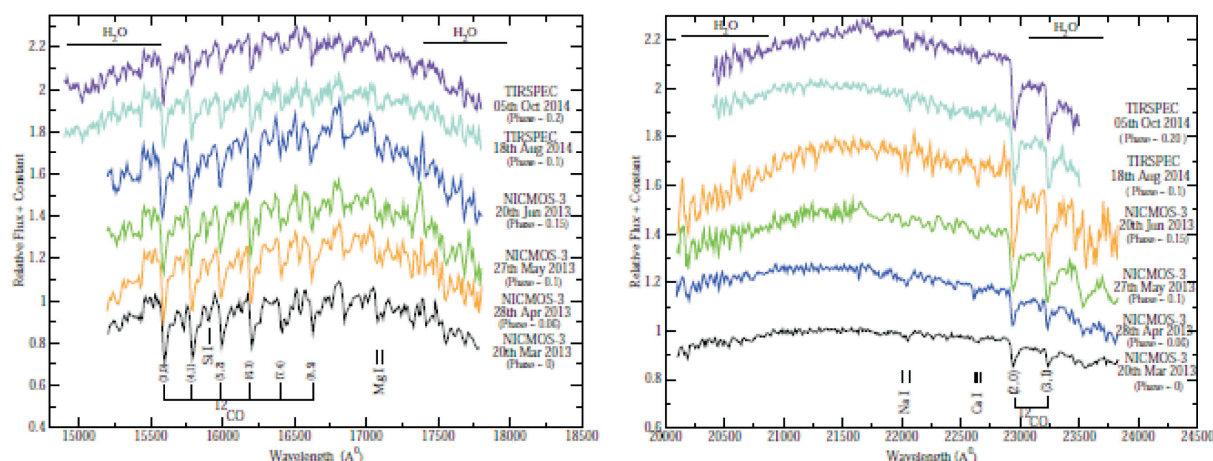 H2O
H2O
2.2
2
1.8
1.6
1.4
1.2
1
0.8
0.6
0.4
Relative Flux + Constant
TIRSPEC
05th Oct 2014
(Phase ~ 0.2)
TIRSPEC
18th Aug 2014
(Phase ~ 0.1)
NICMOS-3
20th Jun 2013
(Phase ~ 0.15)
NICMOS-3
27th May 2013
(Phase ~ 0.1)
NICMOS-3
28th Apr 2013
(Phase ~ 0.06)
NICMOS-3
20th Mar 2013
(Phase ~ 0)
Si I
Mg I
(3,0)
(4,1)
(5,2)
(6,3)
(7,4)
(8,5)
12CO
15000 15500 16000 16500 17000 17500 18000 18500
Wavelength (A0)
H2O
H2O
2.2
2
1.8
1.6
1.4
1.2
1
0.8
0.6
Relative Flux + Constant
TIRSPEC
05th Oct 2014
(Phase ~ 0.20)
TIRSPEC
18th Aug 2014
(Phase ~ 0.1)
NICMOS-3
20th Jun 2013
(Phase ~ 0.15)
NICMOS-3
27th May 2013
(Phase ~ 0.1)
NICMOS-3
28th Apr 2013
(Phase ~ 0.06)
NICMOS-3
20th Mar 2013
(Phase ~ 0)
Na I
Ca I
(2,0)
(3,1)
12CO
20000 20500 21000 21500 22000 22500 23000 23500 24000 24500
Wavelength (A0)